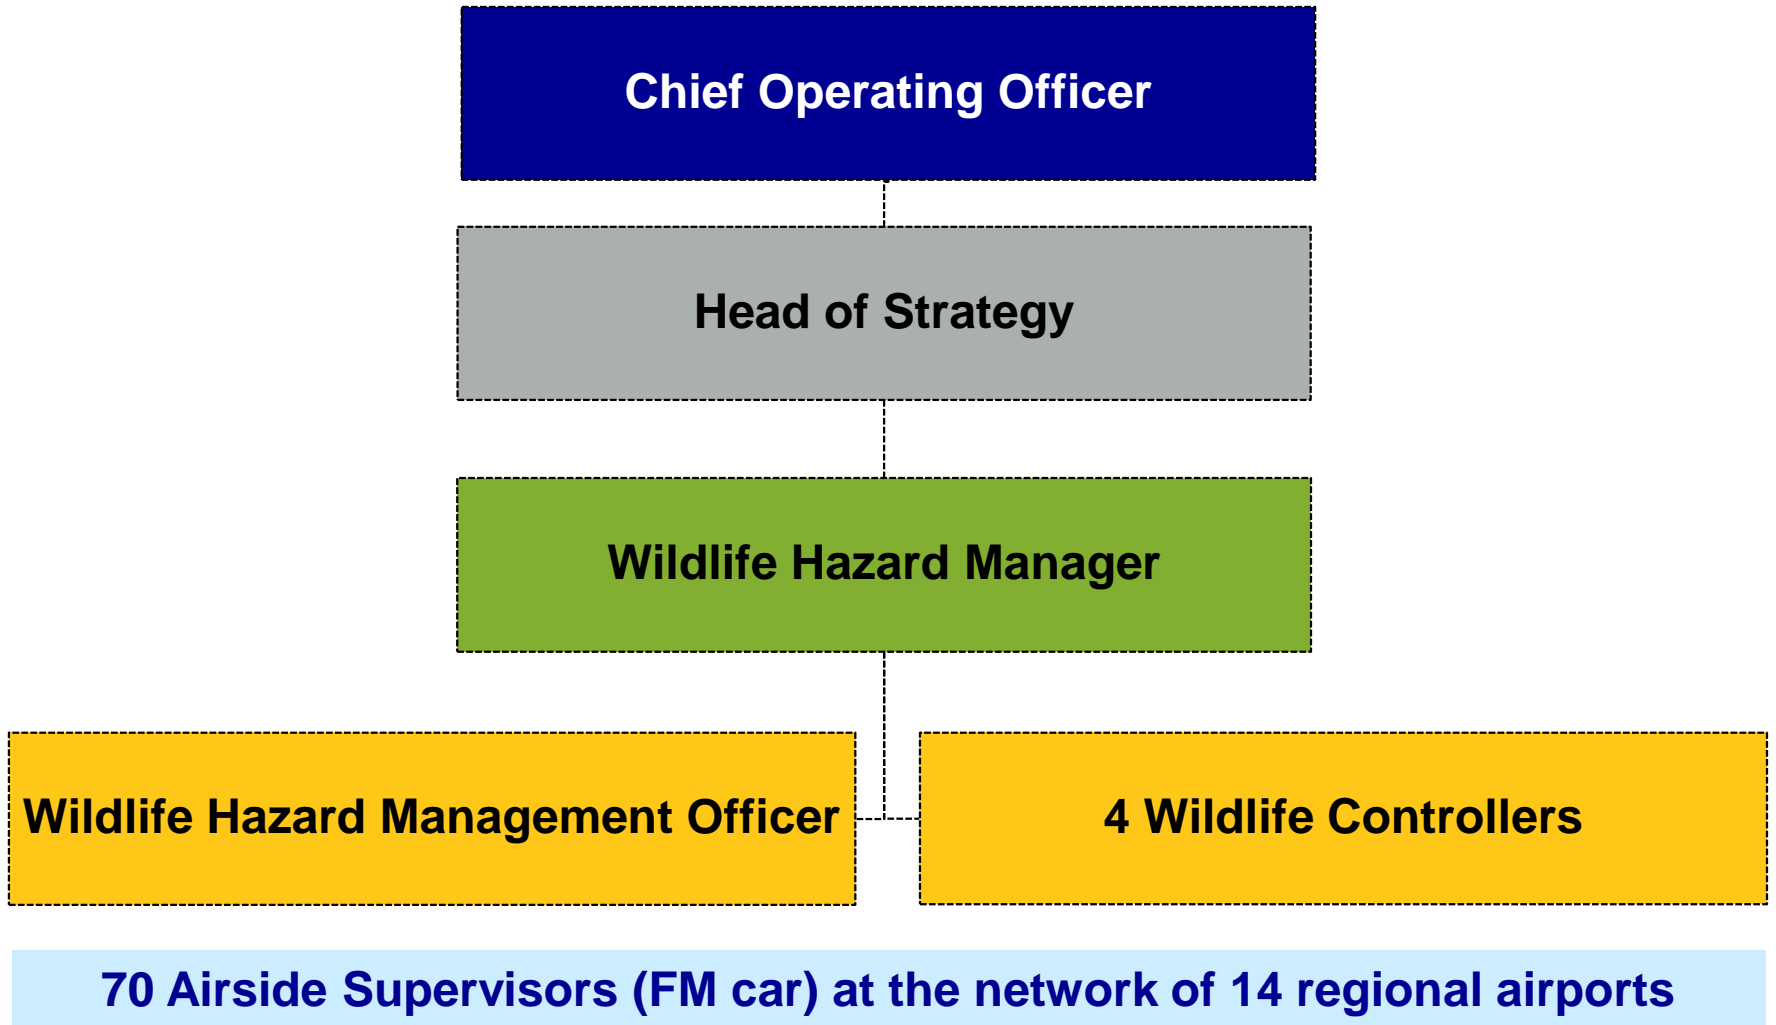 Chief Operating Officer
Head of Strategy
Wildlife Hazard Manager
Wildlife Hazard Management Officer
4 Wildlife Controllers
70 Airside Supervisors (FM car) at the network of 14 regional airports